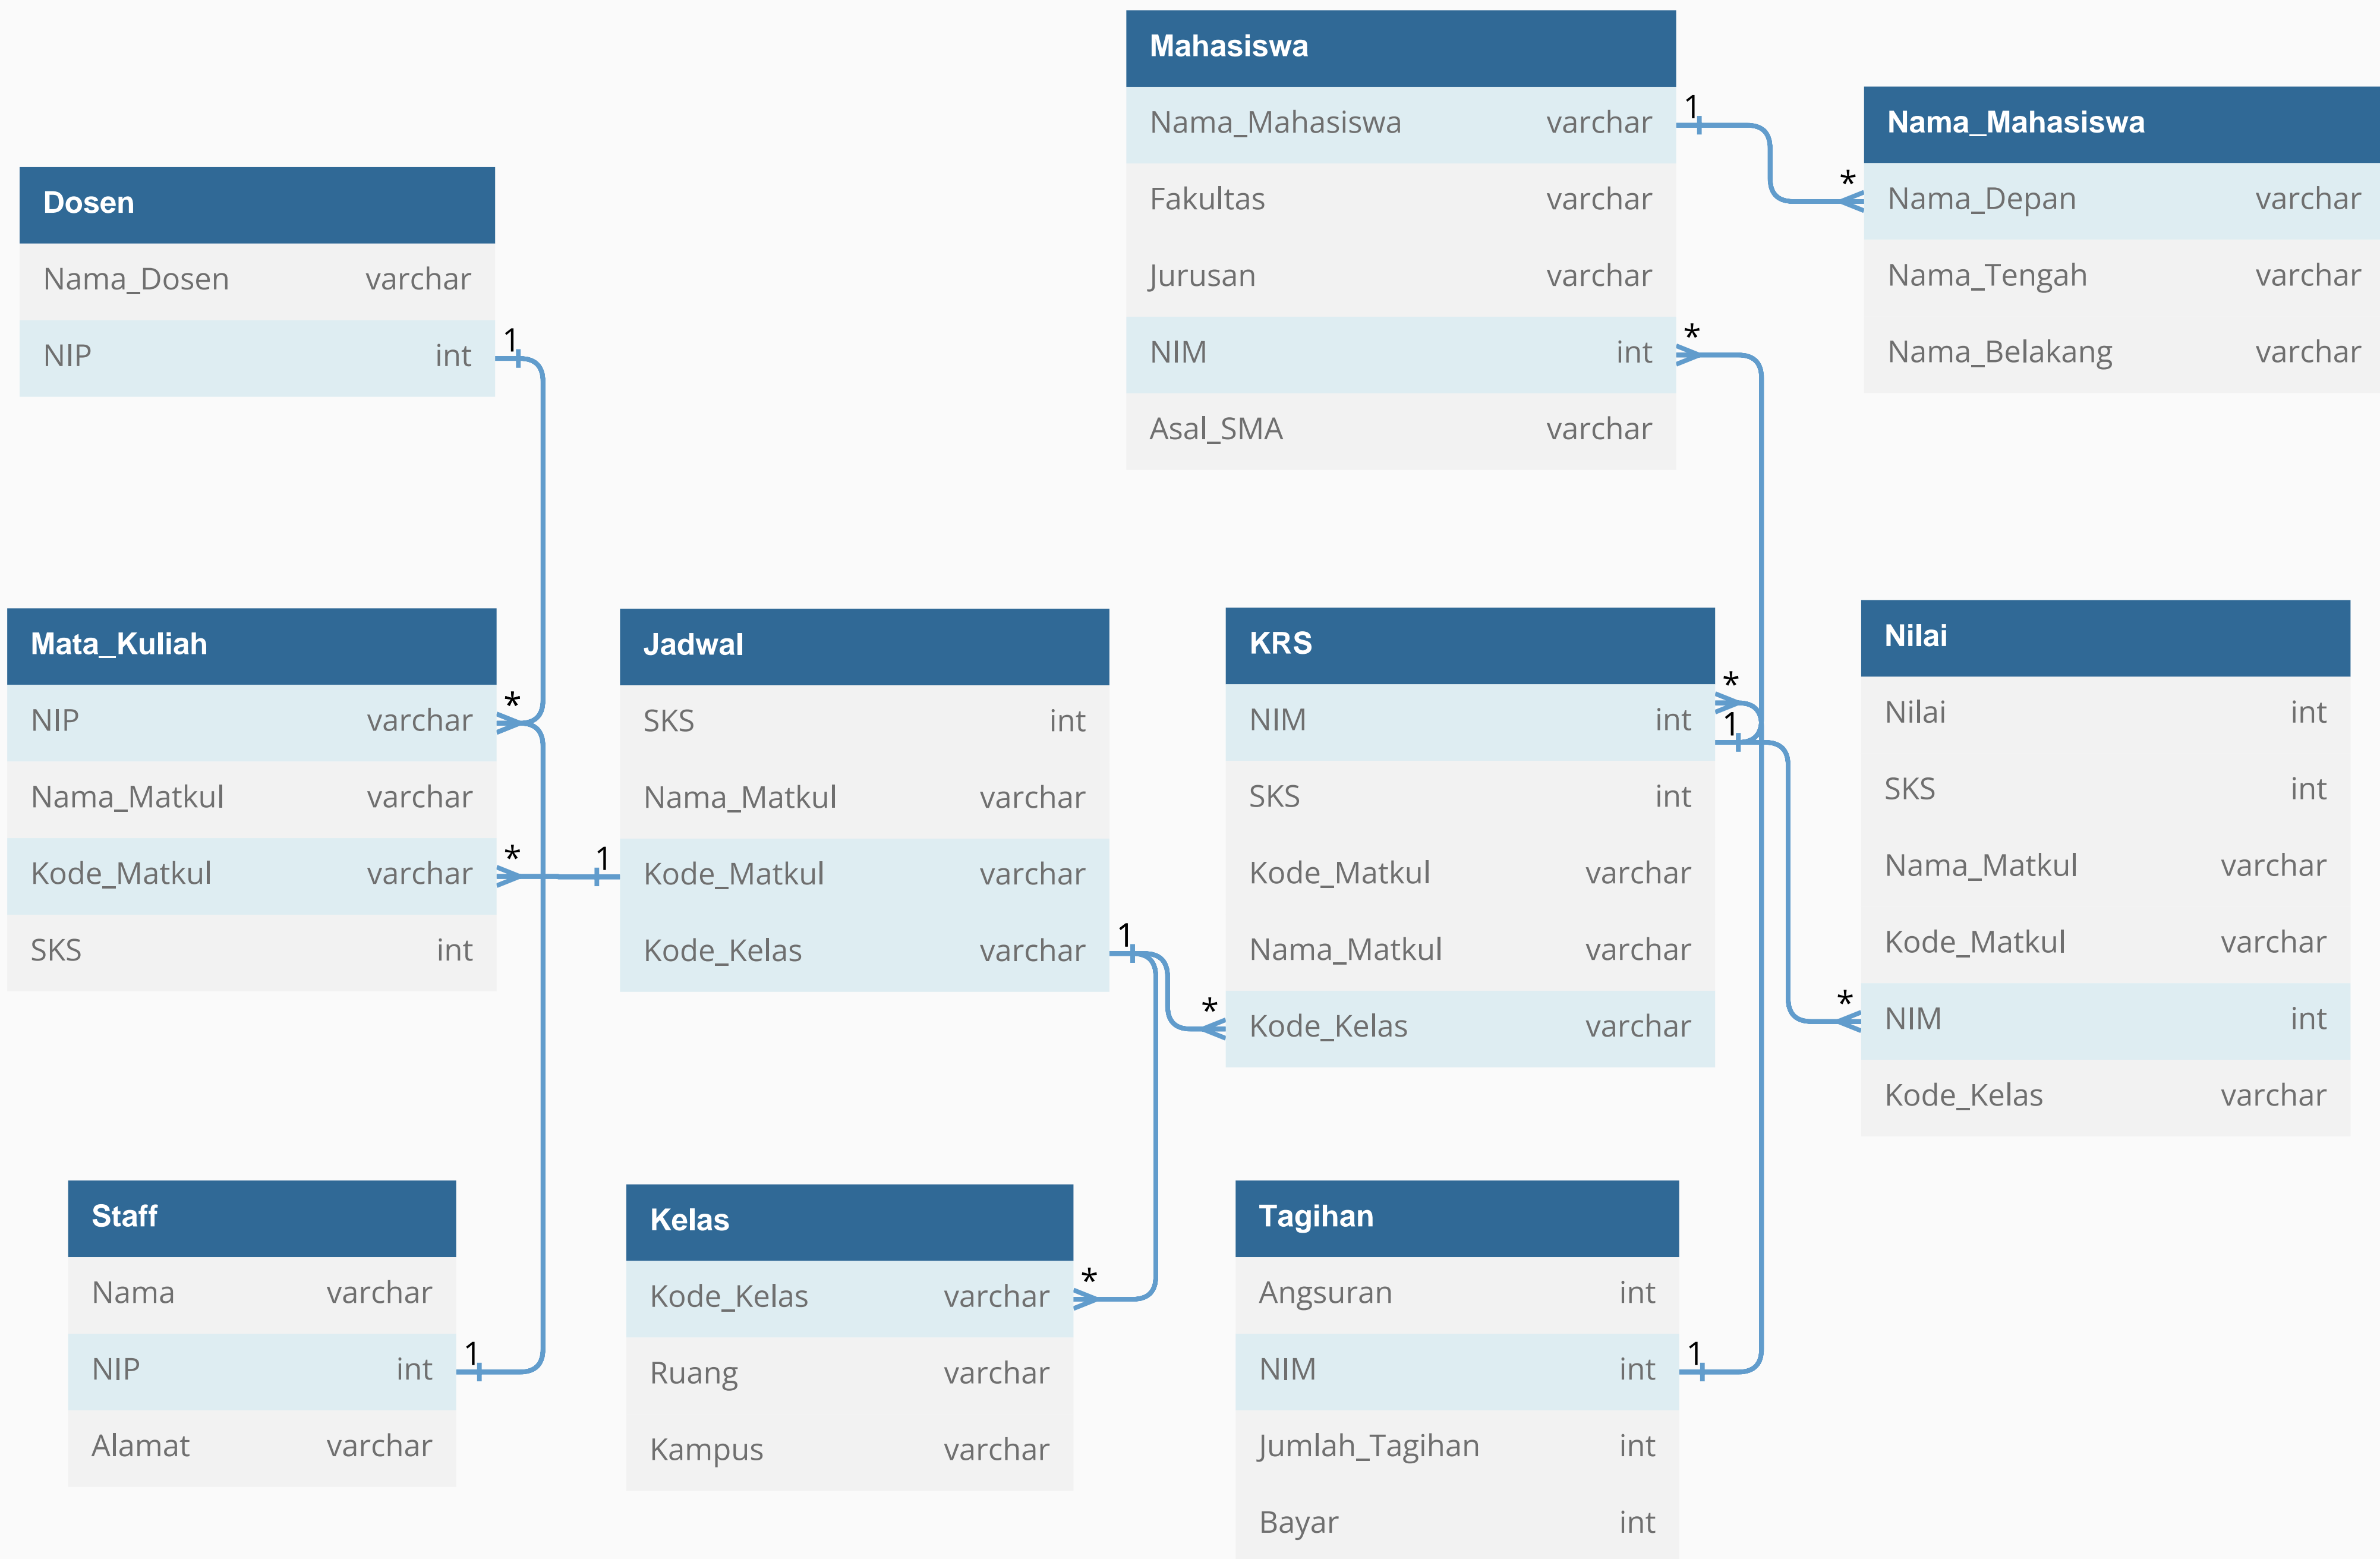 Mahasiswa
Nama_Mahasiswa varchar
Fakultas varchar
Jurusan varchar
NIM int
Asal_SMA varchar
1
*
Nama_Mahasiswa
Nama_Depan varchar
Nama_Tengah varchar
Nama_Belakang varchar
*
Dosen
Nama_Dosen varchar
NIP int
1
Mata_Kuliah
NIP varchar
Nama_Matkul varchar
Kode_Matkul varchar
SKS int
*
*
Jadwal
SKS int
Nama_Matkul varchar
Kode_Matkul varchar
Kode_Kelas varchar
1
1
KRS
NIM int
SKS int
Kode_Matkul varchar
Nama_Matkul varchar
Kode_Kelas varchar
*
1
*
Nilai
Nilai int
SKS int
Nama_Matkul varchar
Kode_Matkul varchar
NIM int
Kode_Kelas varchar
*
Staff
Nama varchar
NIP int
Alamat varchar
1
Kelas
Kode_Kelas varchar
Ruang varchar
Kampus varchar
*
Tagihan
Angsuran int
NIM int
Jumlah_Tagihan int
Bayar int
1